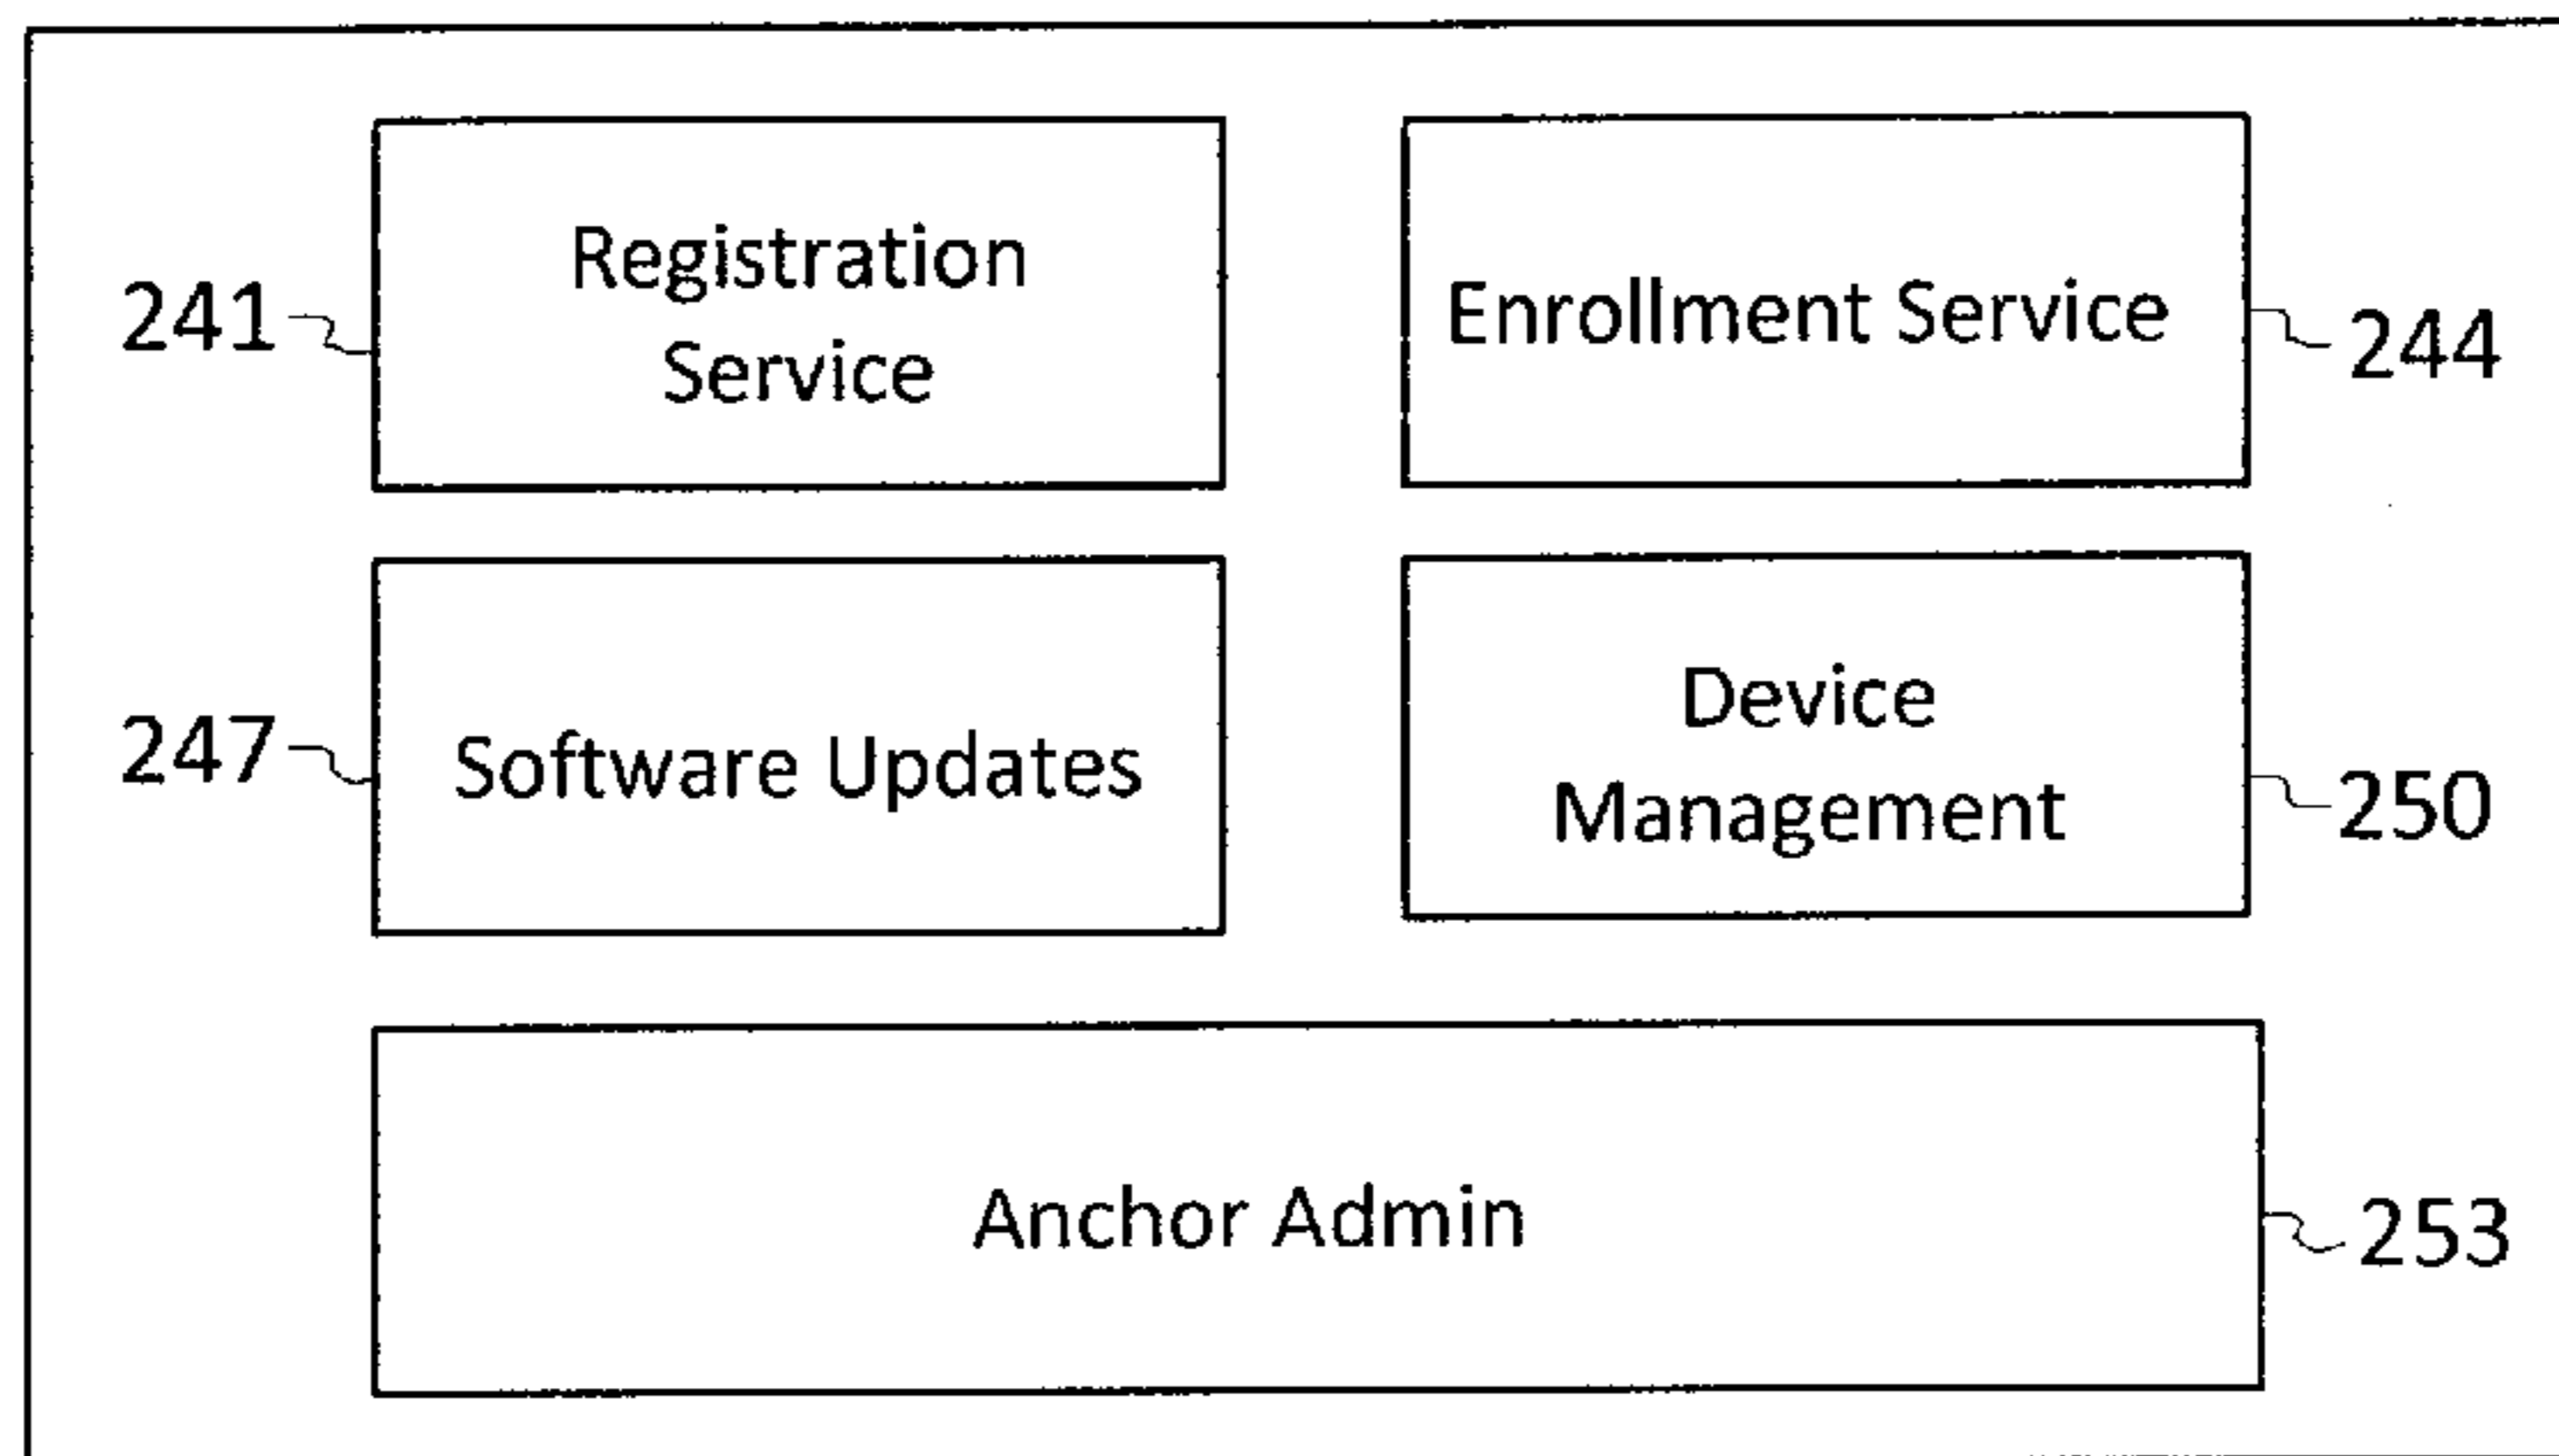 Registration
Service
241
Enrollment Service
244
Software Updates
247
Device
Management
250
Anchor Admin
253